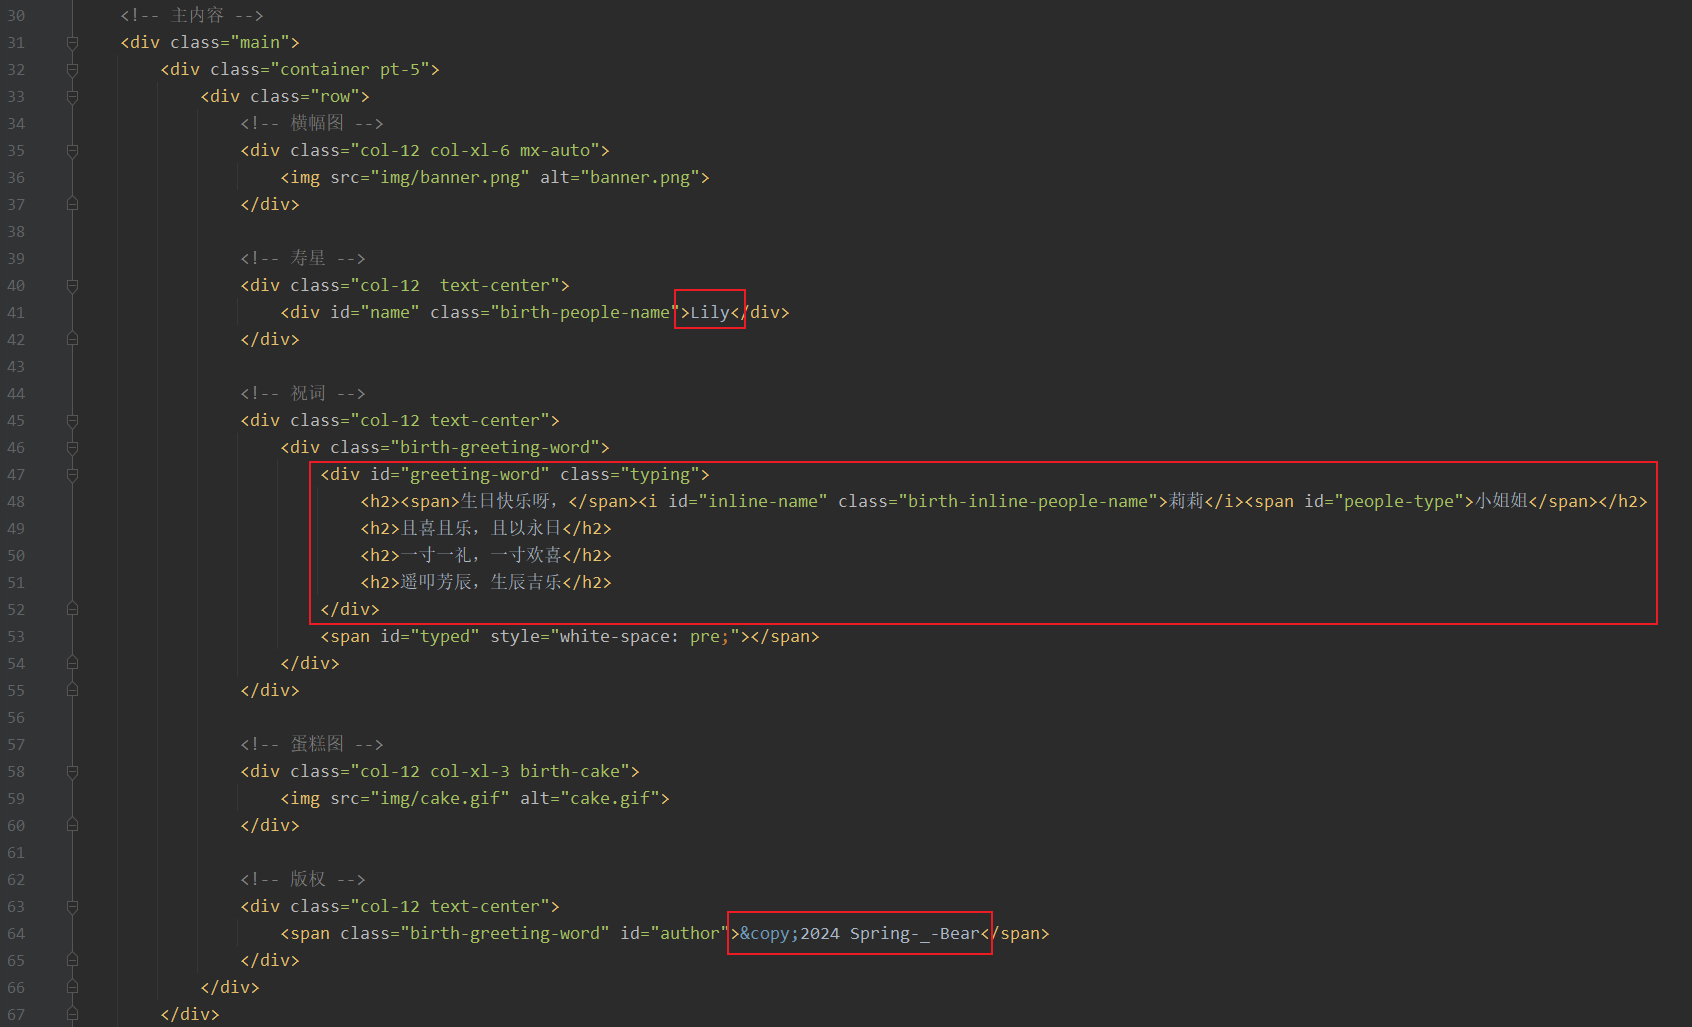 30 <!-- 主内容 -->
31 <div class="main">
32 <div class="container pt-5">
33 <div class="row">
34 <!-- 横幅图 -->
35 <div class="col-12 col-xl-6 mx-auto">
36 <img src="img/banner.png" alt="banner.png">
37 </div>
38
39 <!-- 寿星 -->
40 <div class="col-12  text-center">
41 <div id="name" class="birth-people-name">Lily</div>
42 </div>
43
44 <!-- 祝词 -->
45 <div class="col-12 text-center">
46 <div class="birth-greeting-word">
47 <div id="greeting-word" class="typing">
48 <h2><span>生日快乐呀，</span><i id="inline-name" class="birth-inline-people-name">莉莉</i><span id="people-type">小姐姐</span></h2>
49 <h2>且喜且乐，且以永日</h2>
50 <h2>一寸一礼，一寸欢喜</h2>
51 <h2>遥叩芳辰，生辰吉乐</h2>
52 </div>
53 <span id="typed" style="white-space: pre;"></span>
54 </div>
55 </div>
56
57 <!-- 蛋糕图 -->
58 <div class="col-12 col-xl-3 birth-cake">
59 <img src="img/cake.gif" alt="cake.gif">
60 </div>
61
62 <!-- 版权 -->
63 <div class="col-12 text-center">
64 <span class="birth-greeting-word" id="author">&copy;2024 Spring-_-Bear</span>
65 </div>
66 </div>
67 </div>